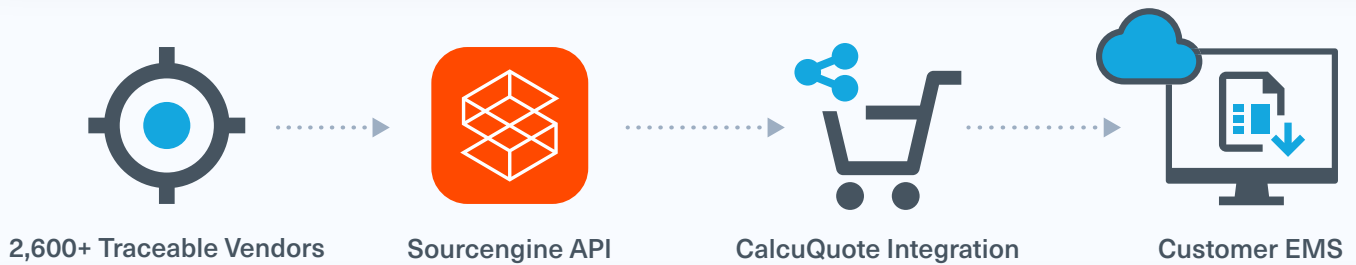 2,600+ Traceable Vendors
Sourcengine API
CalcuQuote Integration
Customer EMS